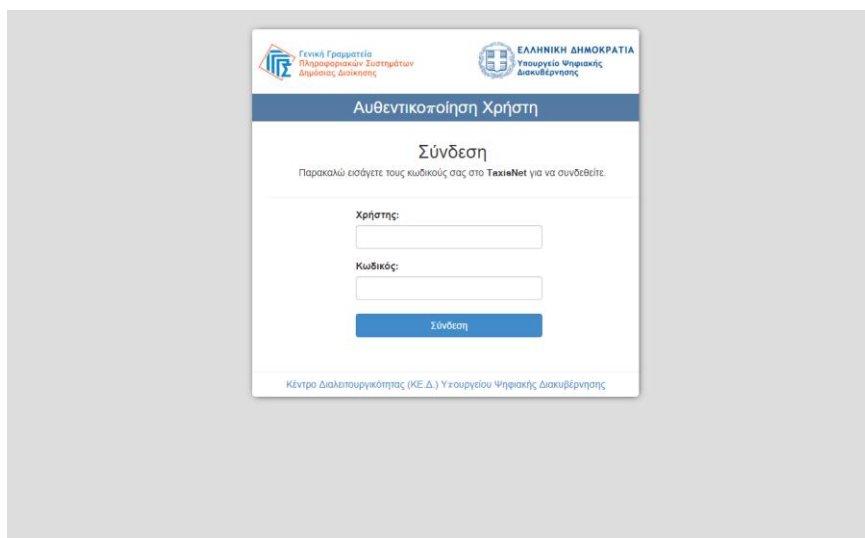 Γενική Γραμματεία
Πληροφοριακών Συστημάτων
Δημόσιας Διοίκησης
ΕΛΛΗΝΙΚΗ ΔΗΜΟΚΡΑΤΙΑ
Υπουργείο Ψηφιακής
Διακυβέρνησης
Αυθεντικοποίηση Χρήστη
Σύνδεση
Παρακαλώ εισάγετε τους κωδικούς σας στο TaxisNet για να συνδεθείτε.
Χρήστης:
Κωδικός:
Σύνδεση
Κέντρο Διαλειτουργικότητας (ΚΕ.Δ.) Υπουργείου Ψηφιακής Διακυβέρνησης